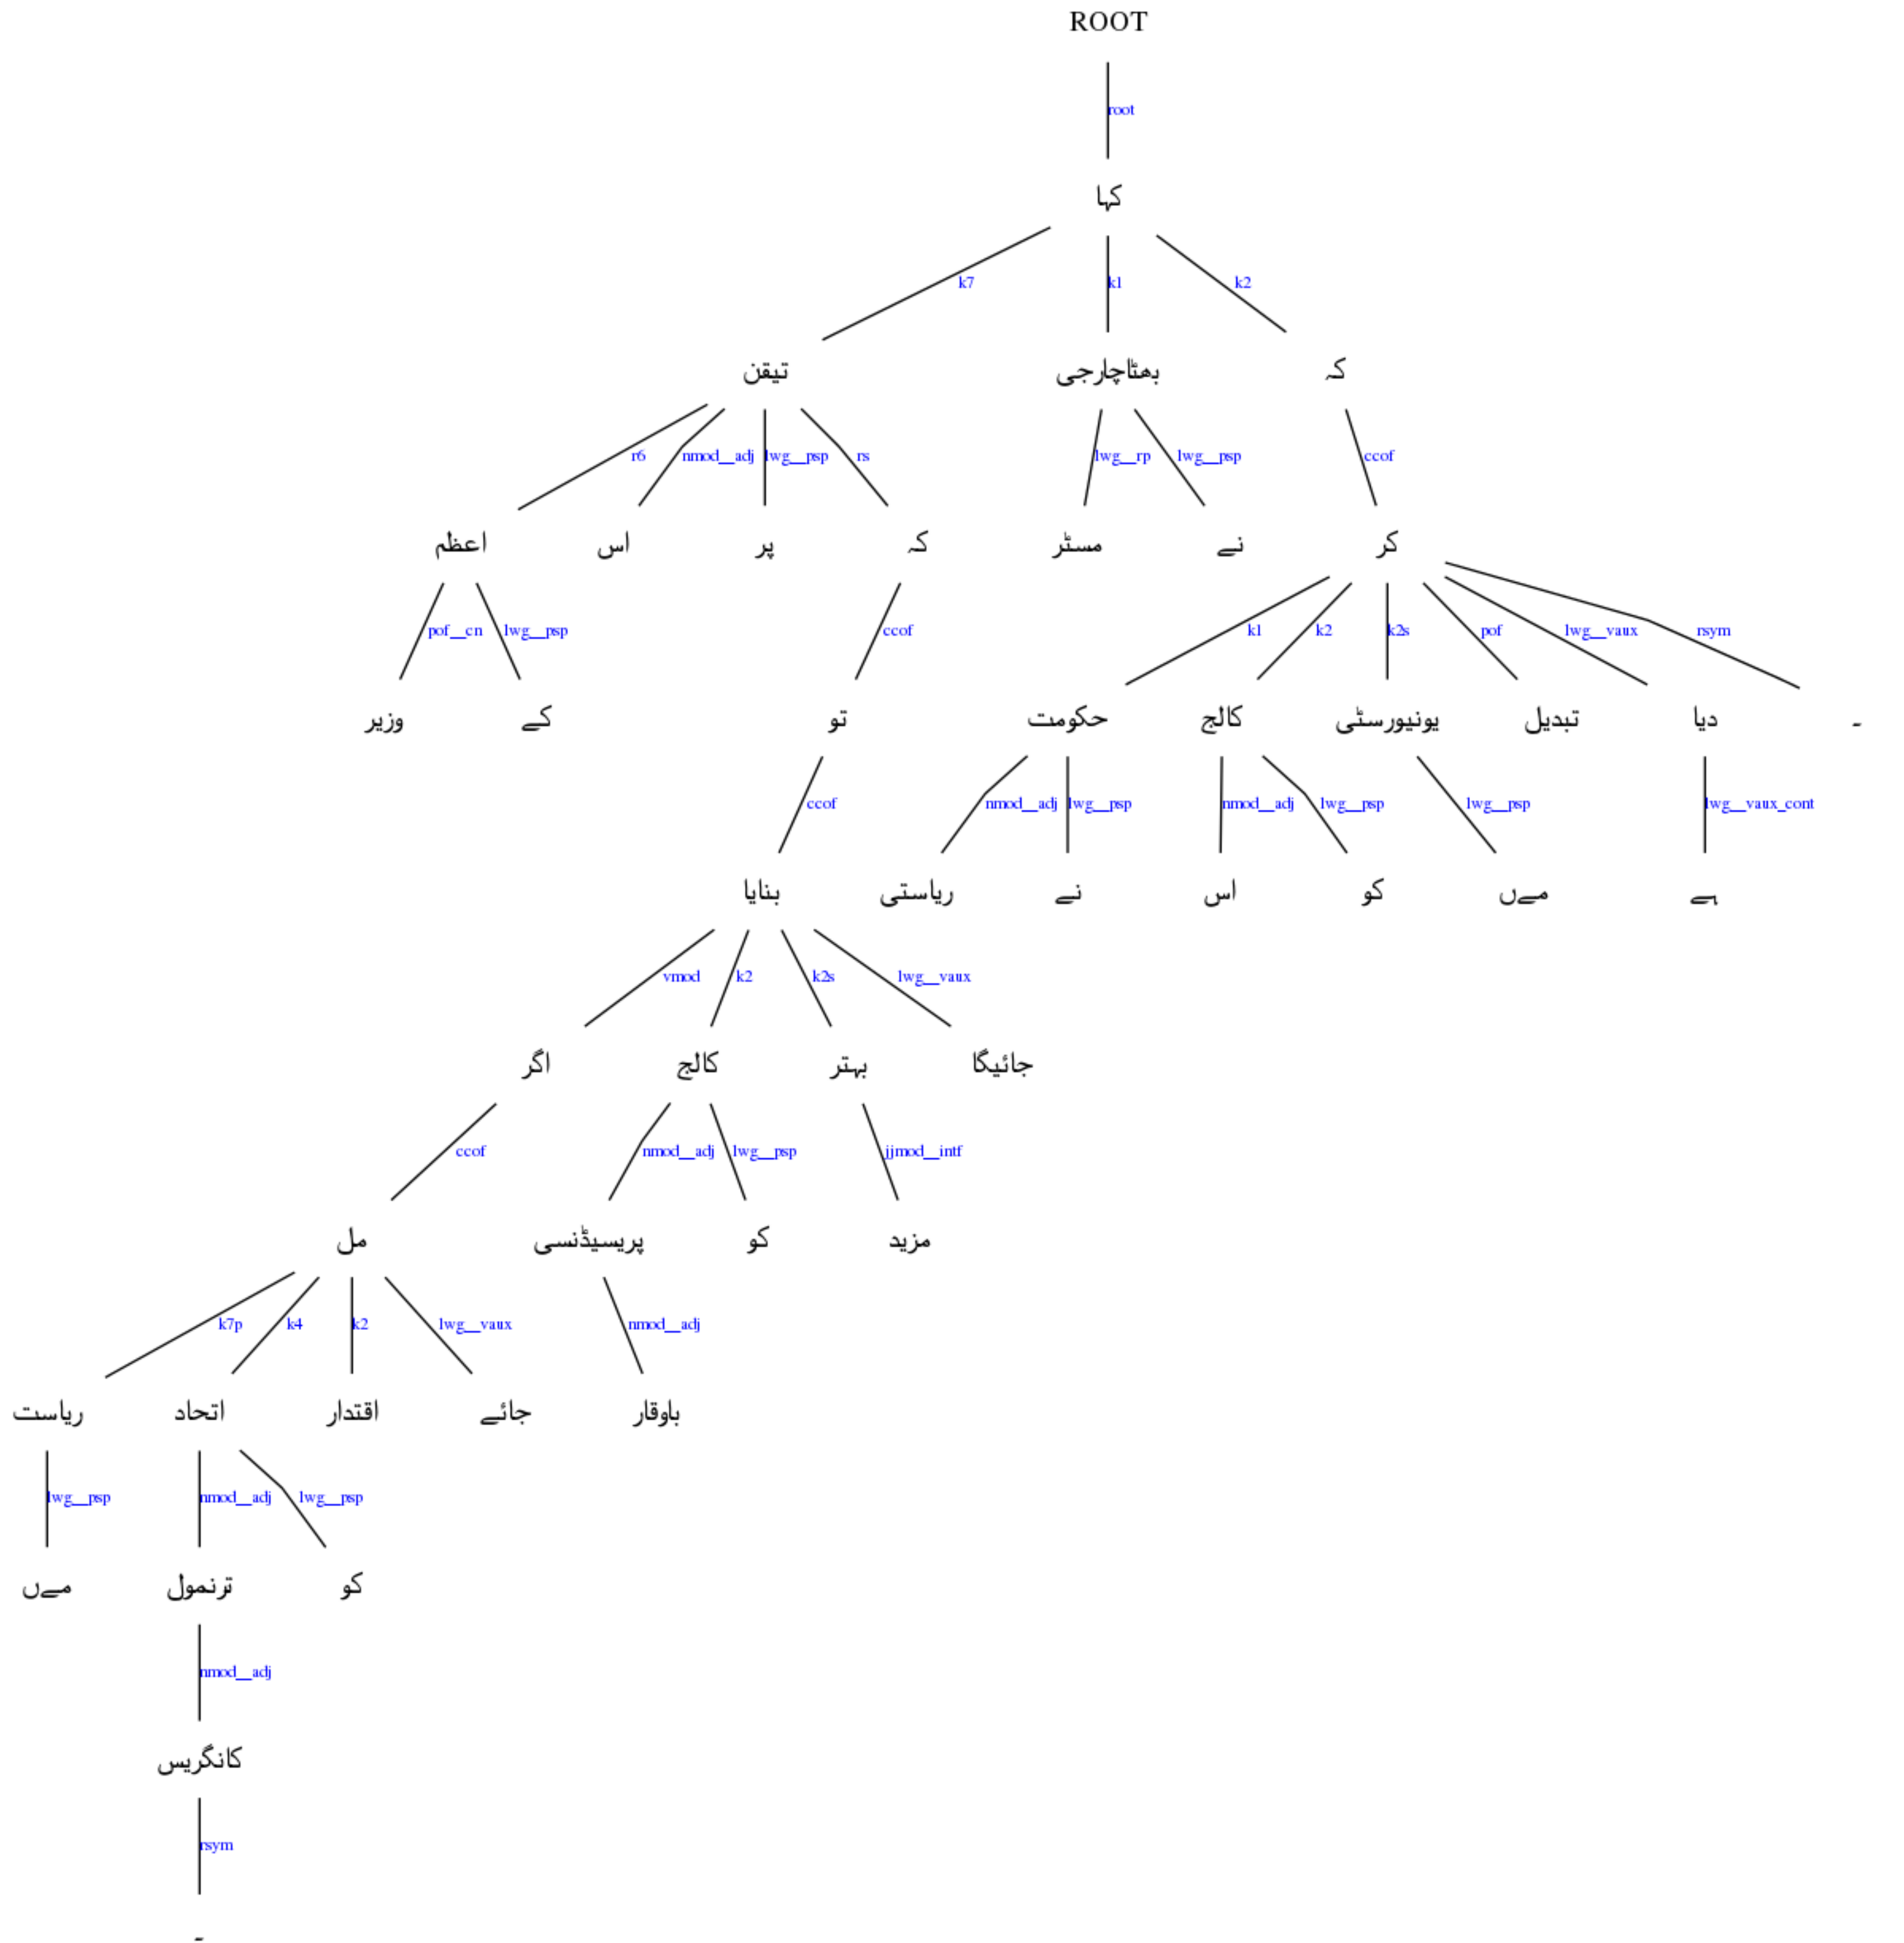 ROOT
root
کہا
k7 k1 k2
تیقن بھٹاچارجی کہ
r6 nmod__adj lwg__psp rs lwg__rp lwg__psp ccof
اعظم اس پر کہ مسٹر نے کر
pof__cn lwg__psp ccof k1 k2 k2s pof lwg__vaux rsym
وزیر کے تو حکومت کالج یونیورسٹی تبدیل دیا ۔
ccof nmod__adj lwg__psp nmod__adj lwg__psp lwg__psp lwg__vaux_cont
بنایا ریاستی نے اس کو مےں ہے
vmod k2 k2s lwg__vaux
اگر کالج بہتر جائیگا
ccof nmod__adj lwg__psp jjmod__intf
مل پریسیڈنسی کو مزید
k7p k4 k2 lwg__vaux nmod__adj
ریاست اتحاد اقتدار جائے باوقار
lwg__psp nmod__adj lwg__psp
مےں ترنمول کو
nmod__adj
کانگریس
rsym
۔